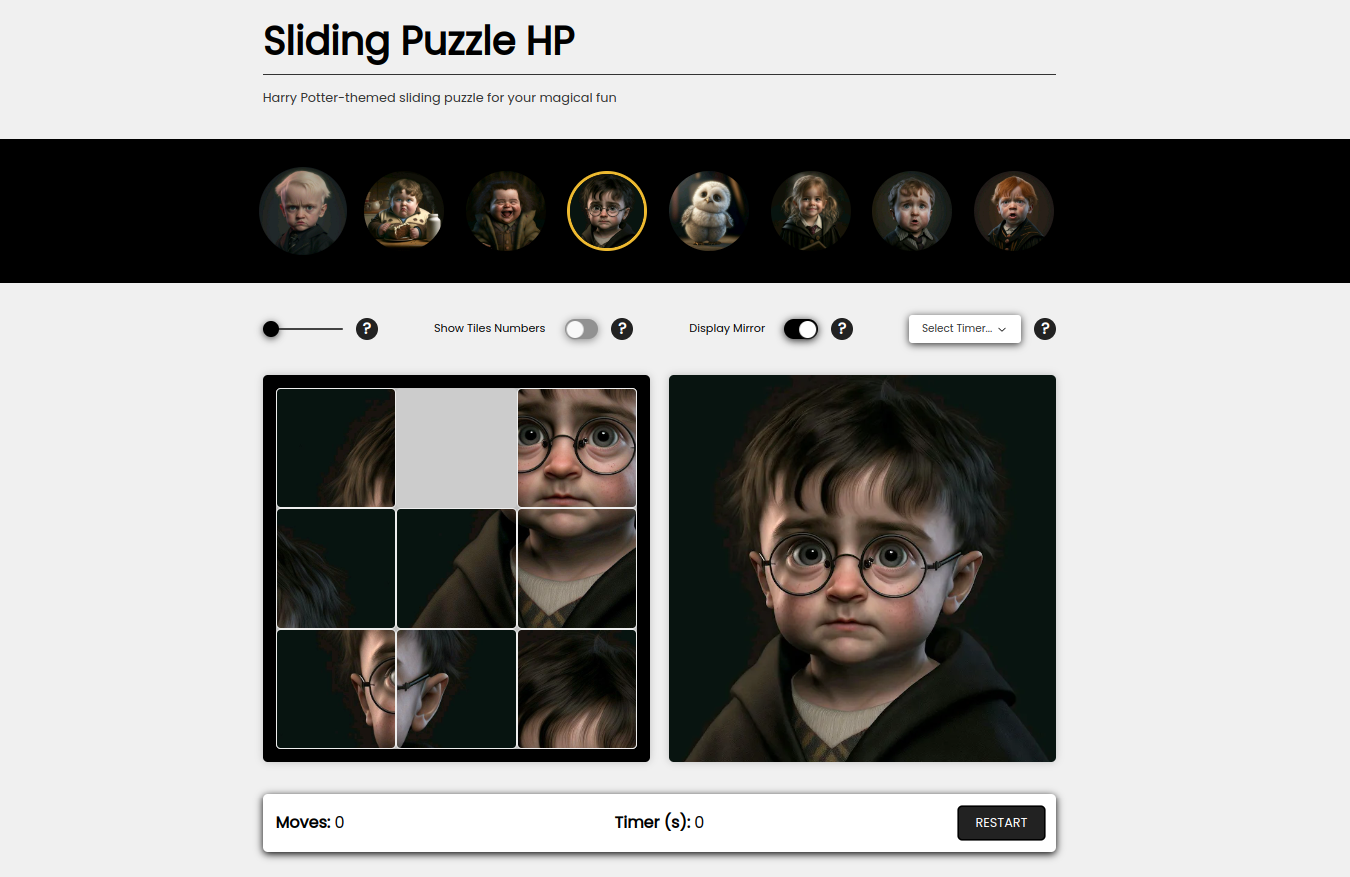 Sliding Puzzle HP
Harry Potter-themed sliding puzzle for your magical fun
?
Show Tiles Numbers ?
Display Mirror ?
Select Timer... ?
Moves: 0
Timer (s): 0
RESTART